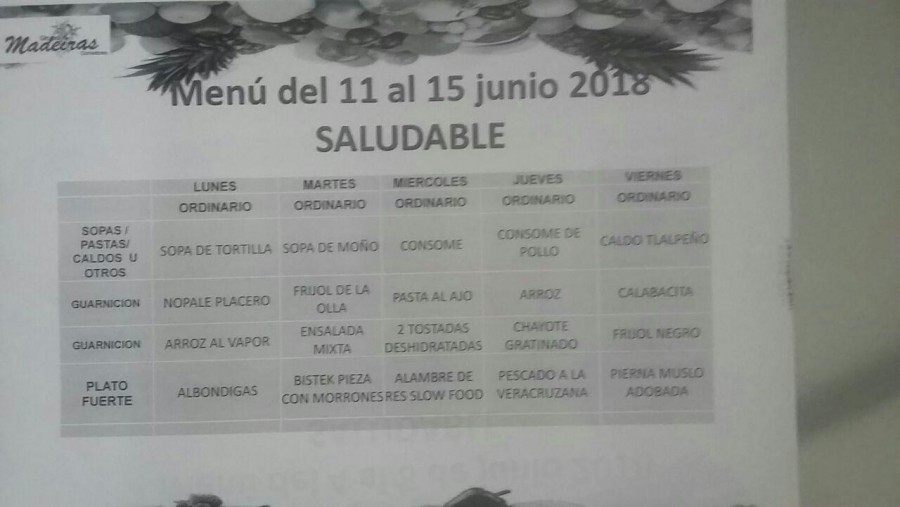 Madeiras
Menú del 11 al 15 junio 2018
SALUDABLE
LUNES MARTES MIERCOLES JUEVES VIERNES
ORDINARIO ORDINARIO ORDINARIO ORDINARIO ORDINARIO
SOPAS /
PASTAS/
CALDOS U
OTROS
SOPA DE TORTILLA SOPA DE MOÑO CONSOME CONSOME DE
POLLO
CALDO TLALPEÑO
GUARNICION NOPALE PLACERO FRIJOL DE LA
OLLA
PASTA AL AJO ARROZ CALABACITA
GUARNICION ARROZ AL VAPOR ENSALADA
MIXTA
2 TOSTADAS
DESHIDRATADAS
CHAYOTE
GRATINADO
FRIJOL NEGRO
PLATO
FUERTE
ALBONDIGAS BISTEK PIEZA
CON MORRONES
ALAMBRE DE
RES SLOW FOOD
PESCADO A LA
VERACRUZANA
PIERNA MUSLO
ADOBADA